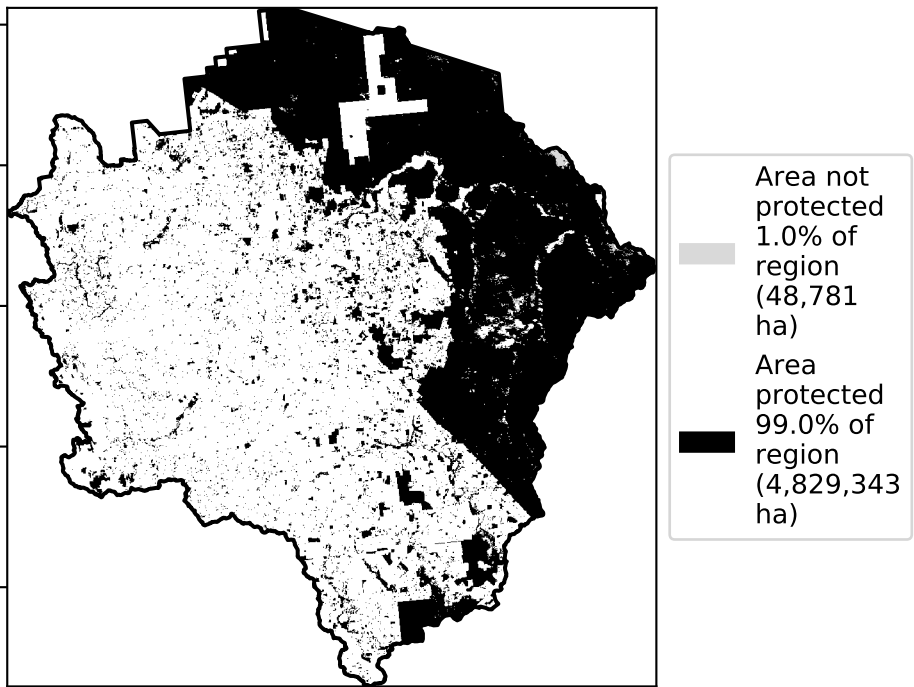 Area not
protected
1.0% of
region
(48,781
ha)
Area
protected
99.0% of
region
(4,829,343
ha)